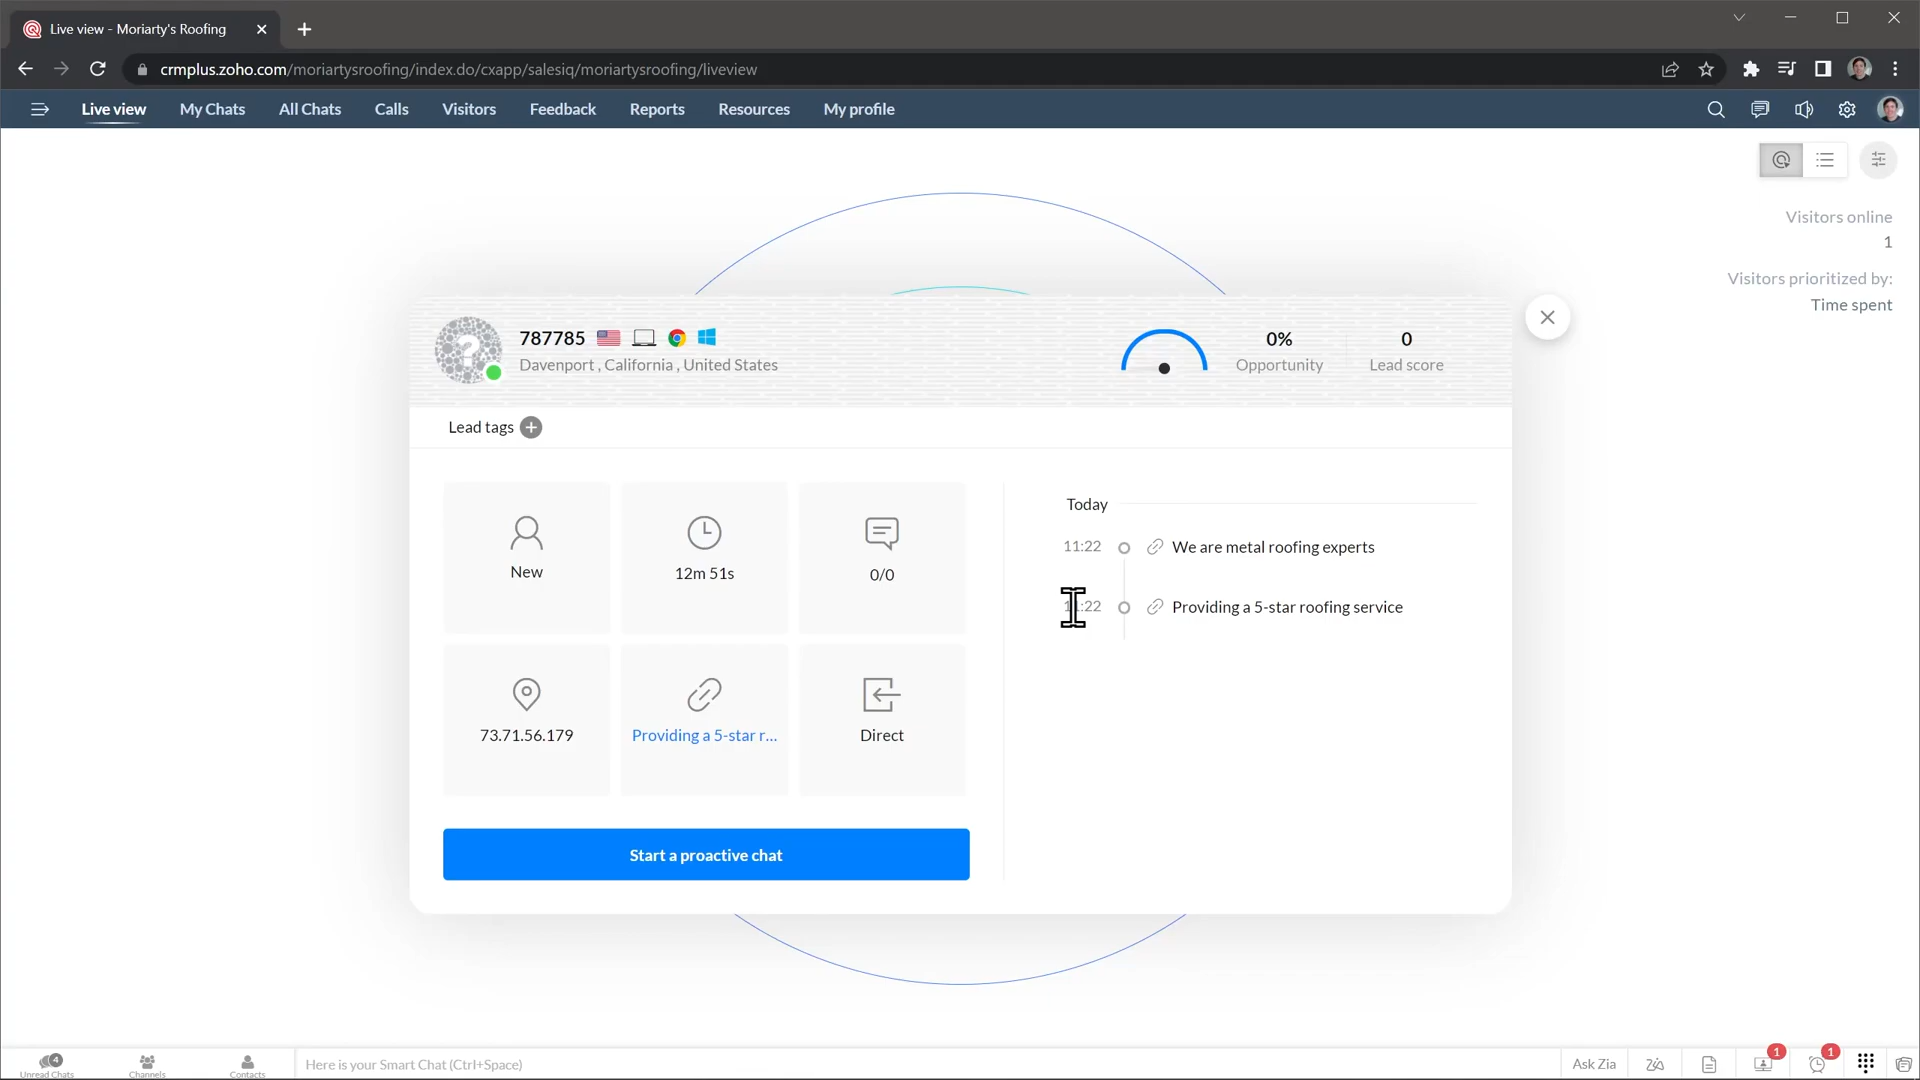 Live view - Moriarty's Roofing
crmplus.zoho.com/moriartysroofing/index.do/cxapp/salesiq/moriartysroofing/liveview
Live view My Chats All Chats Calls Visitors Feedback Reports Resources My profile
Visitors online
1
Visitors prioritized by:
Time spent
787785
Davenport , California , United States
0%
Opportunity
0
Lead score
Lead tags
New
12m 51s
0/0
73.71.56.179
Providing a 5-star r...
Direct
Start a proactive chat
Today
11:22 We are metal roofing experts
11:22 Providing a 5-star roofing service
4
Unread Chats
Channels
Contacts
Here is your Smart Chat (Ctrl+Space)
Ask Zia
1
1